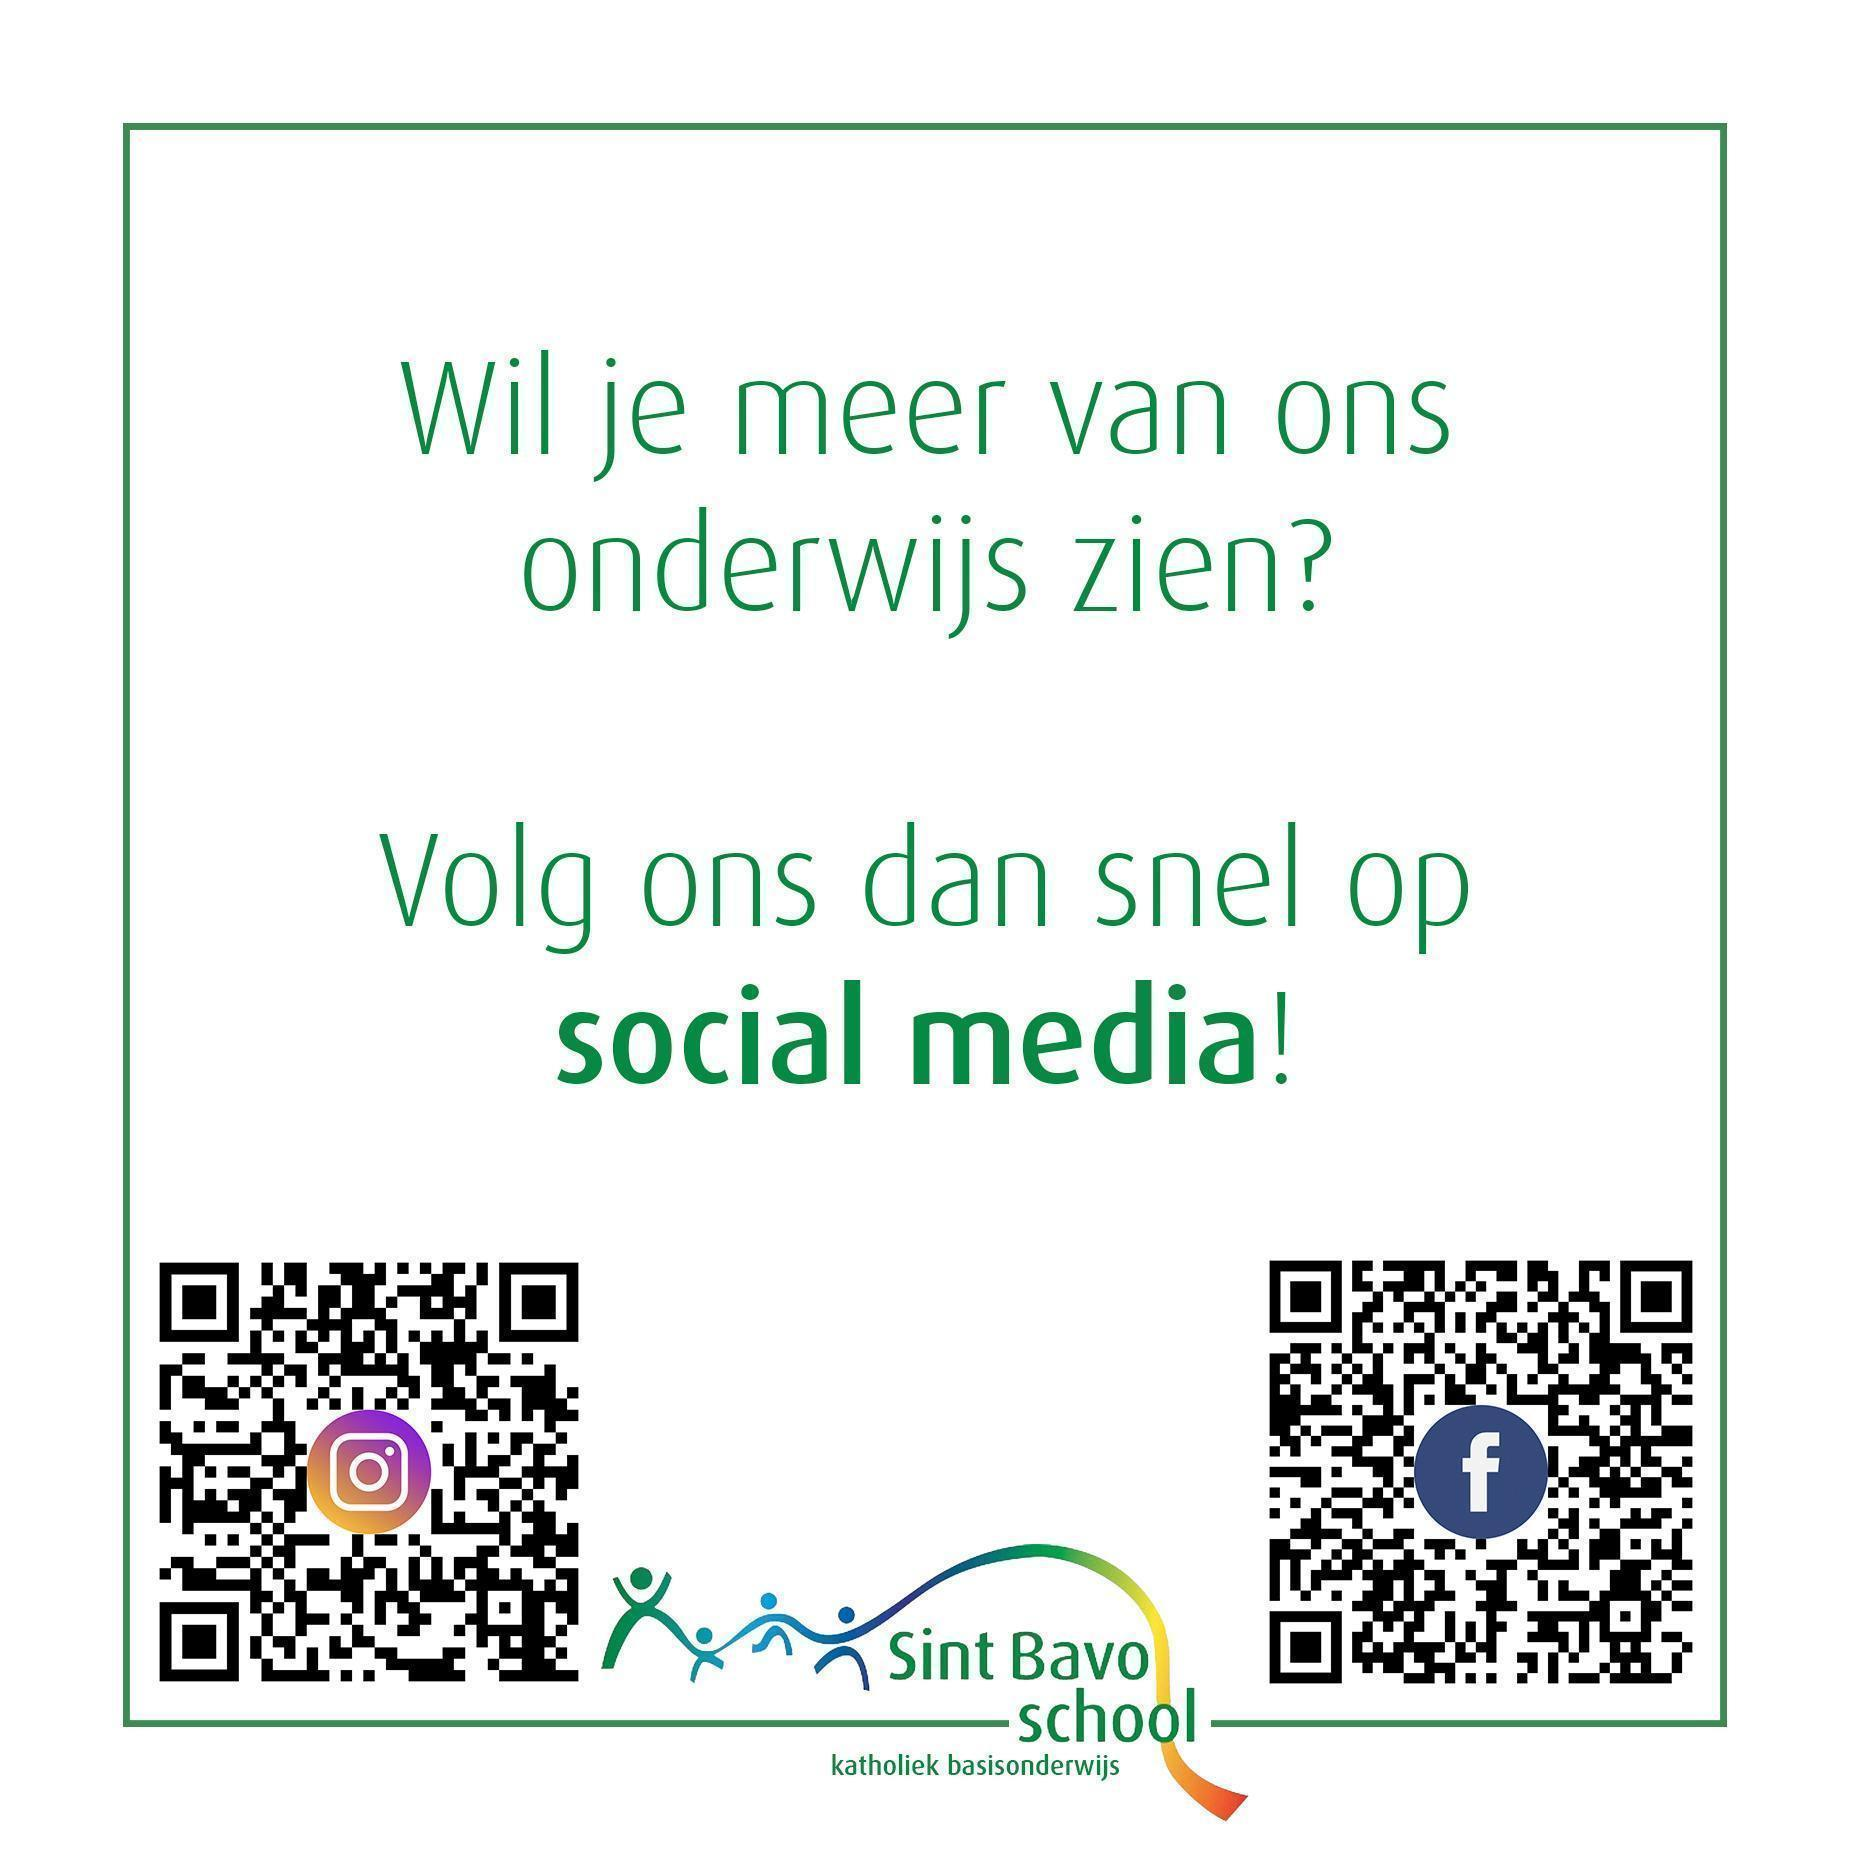 Wil je meer van ons
onderwijs zien?
Volg ons dan snel op
social media!
Sint Bavo
school
katholiek basisonderwijs